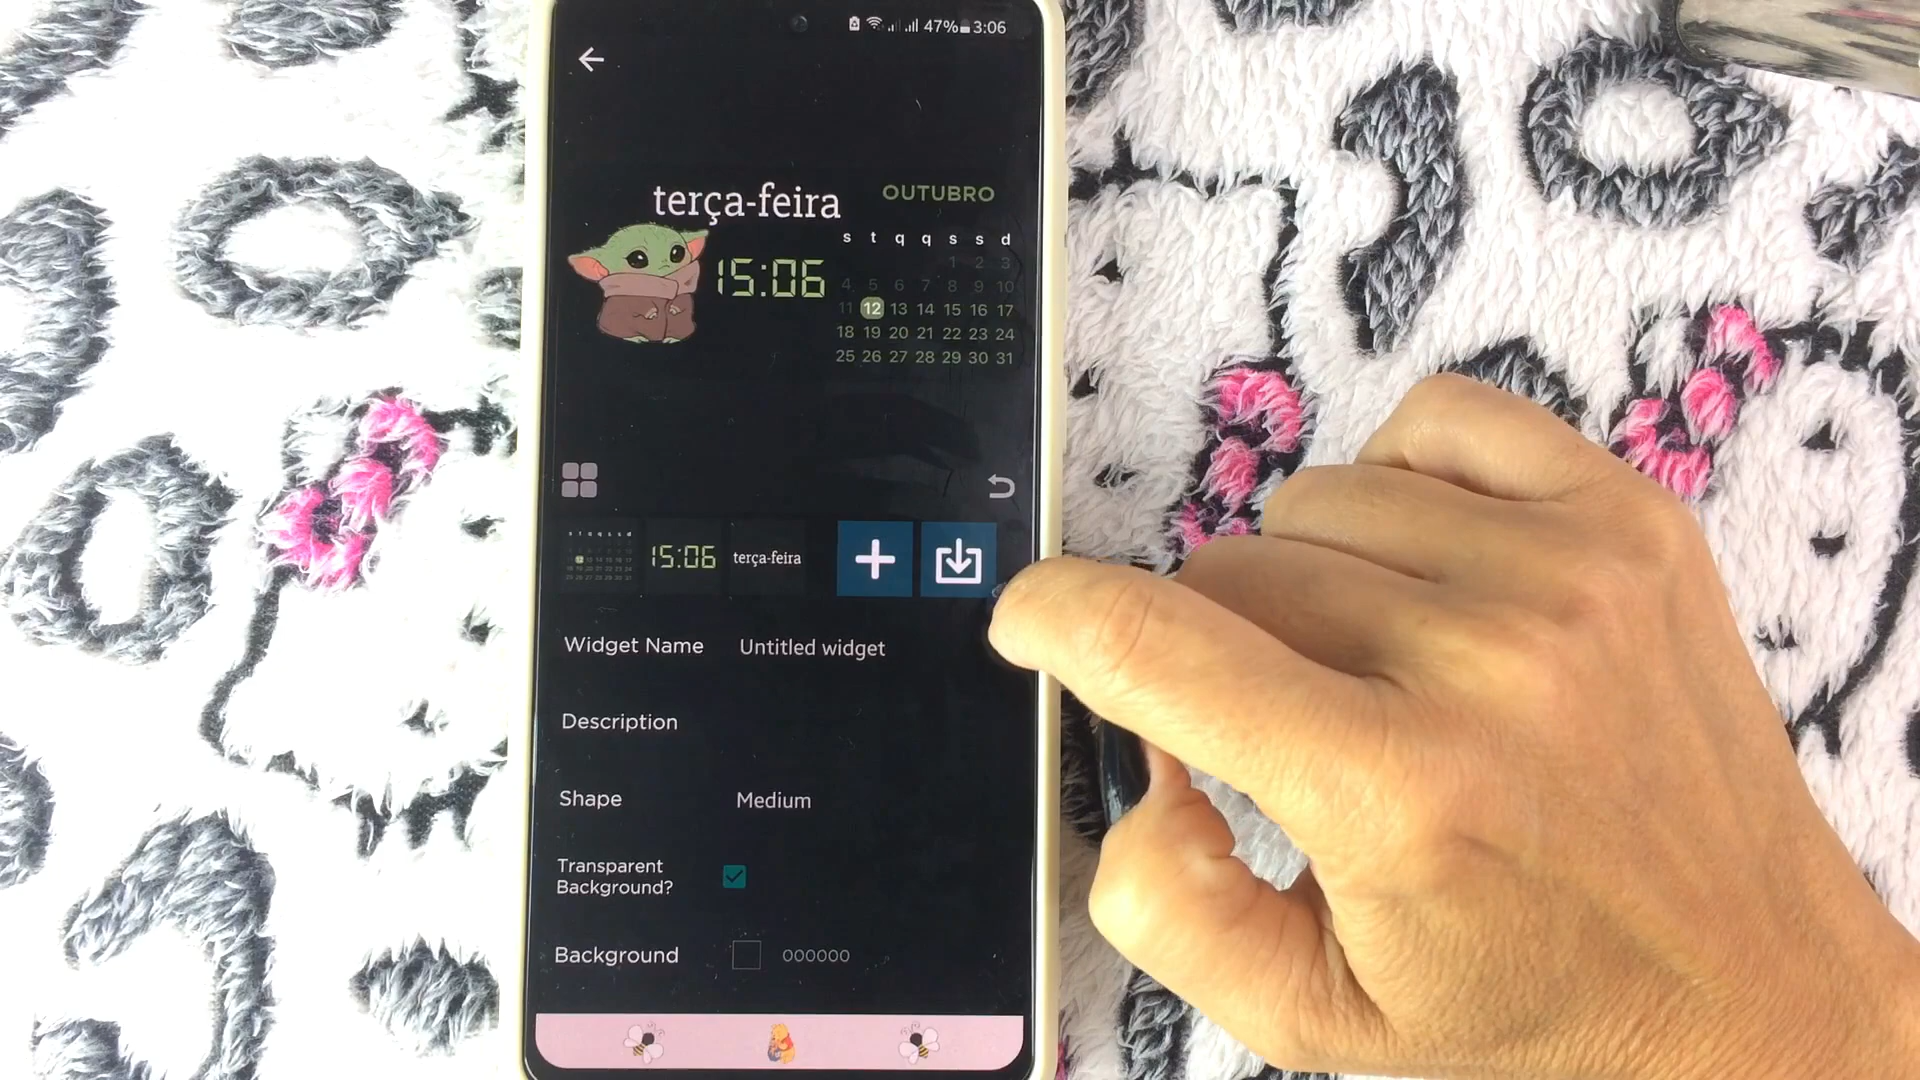 47% 3:06
terça-feira
OUTUBRO
s t q q s s d
1 2 3
15:06
4 5 6 7 8 9 10
11 12 13 14 15 16 17
18 19 20 21 22 23 24
25 26 27 28 29 30 31
15:06
terça-feira
Widget Name
Untitled widget
Description
Shape
Medium
Transparent
Background?
Background
000000